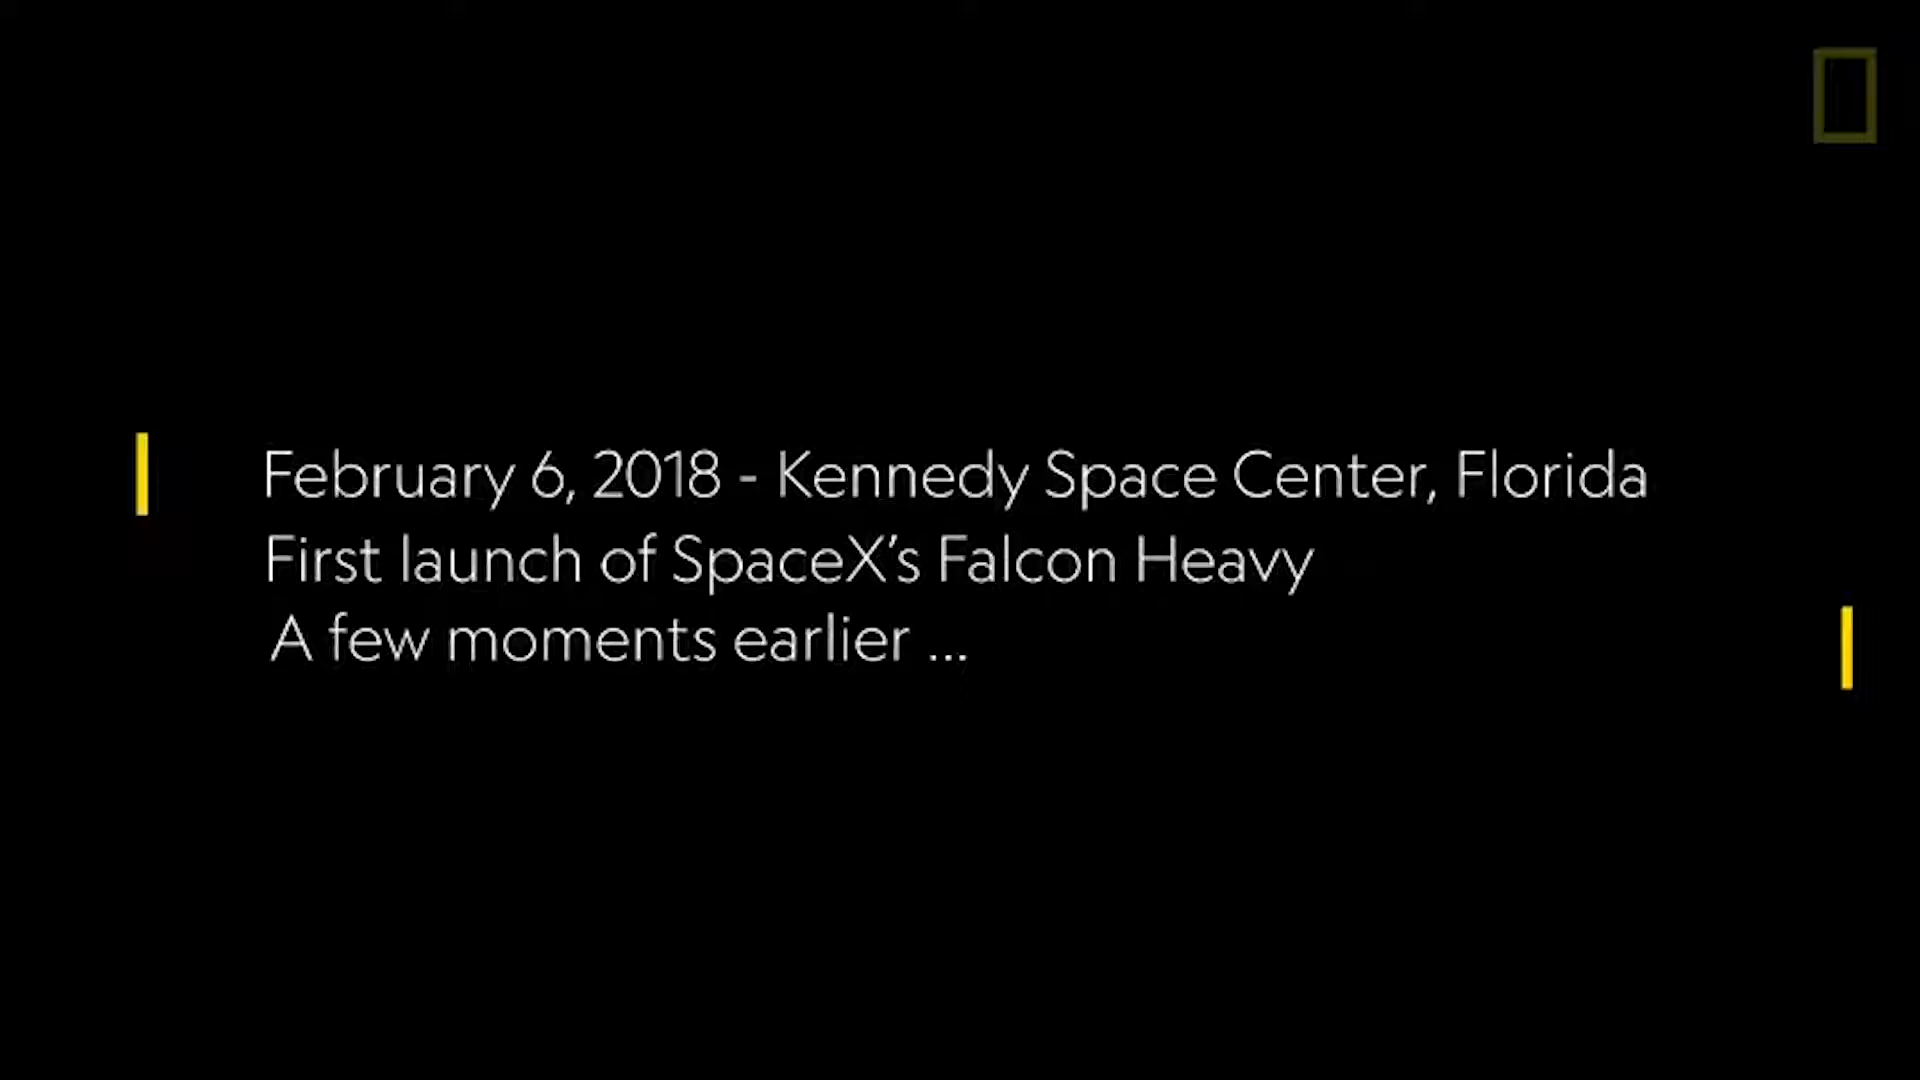 February 6, 2018 - Kennedy Space Center, Florida
First launch of SpaceX’s Falcon Heavy
A few moments earlier ...